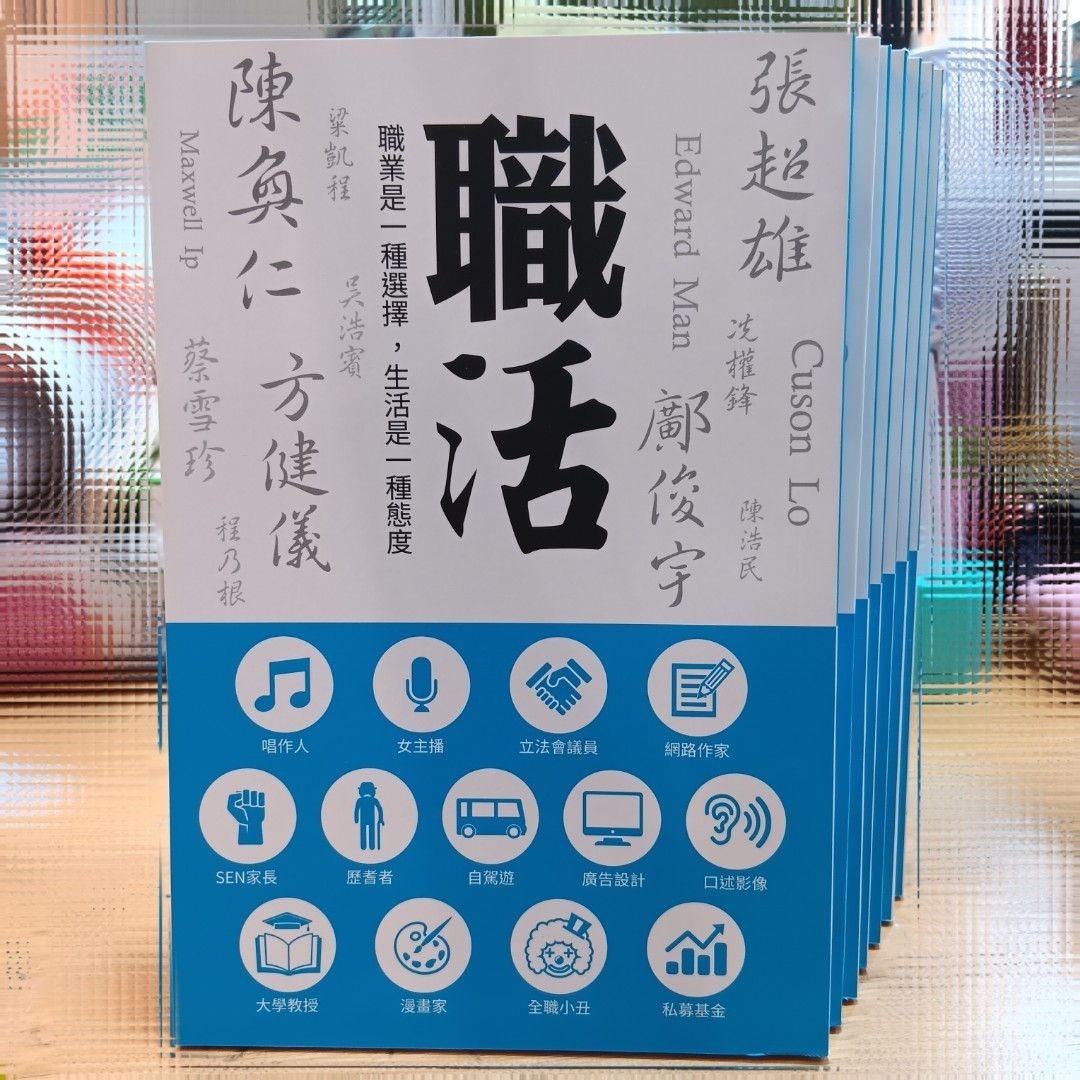 職活
職業是一種選擇，生活是一種態度
張超雄
Cuson Lo
冼權鋒
陳浩民
Edward Man
鄺俊宇
梁凱程
吳浩賓
陳奐仁
方健儀
Maxwell Ip
蔡雪珍
程乃根
唱作人
女主播
立法會議員
網路作家
SEN家長
歷耆者
自駕遊
廣告設計
口述影像
大學教授
漫畫家
全職小丑
私募基金